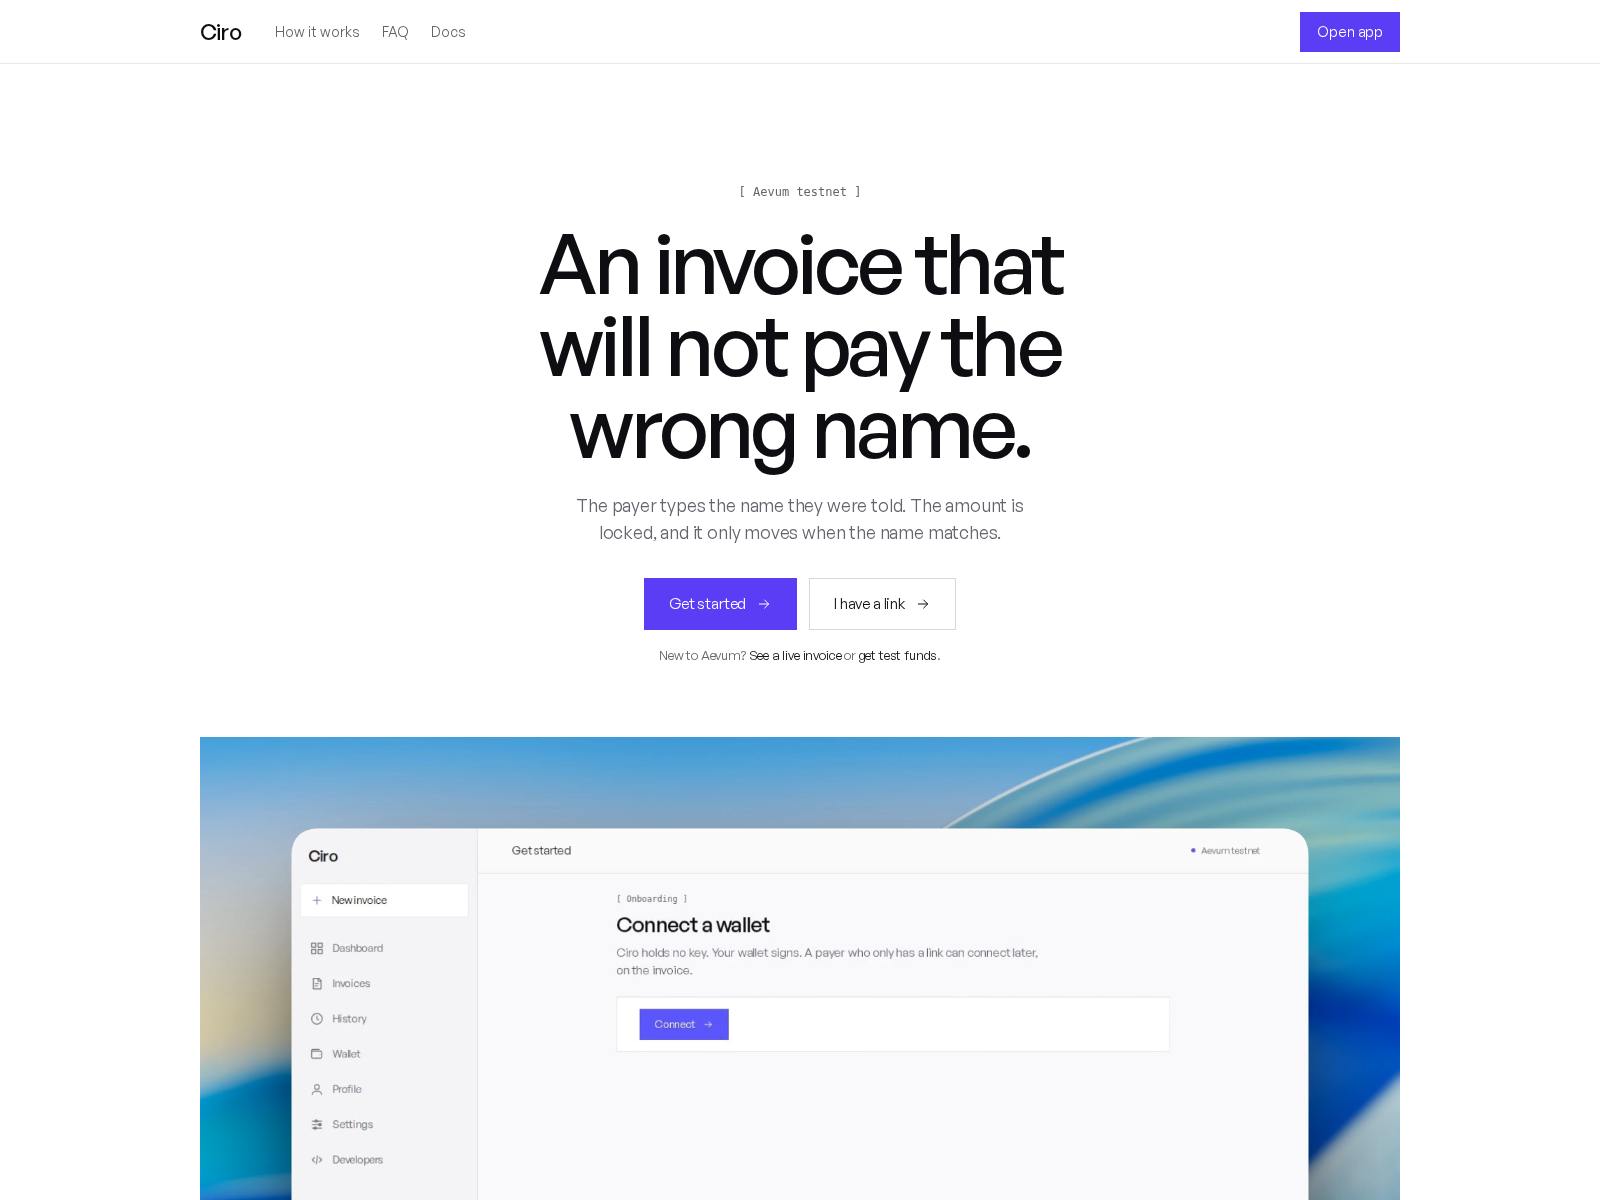 Ciro
How it works
FAQ
Docs
Open app
[ Aevum testnet ]
An invoice that
will not pay the
wrong name.
The payer types the name they were told. The amount is
locked, and it only moves when the name matches.
Get started
I have a link
New to Aevum? See a live invoice or get test funds.
Ciro
Get started
Aevum testnet
New invoice
Dashboard
Invoices
History
Wallet
Profile
Settings
Developers
[ Onboarding ]
Connect a wallet
Ciro holds no key. Your wallet signs. A payer who only has a link can connect later,
on the invoice.
Connect